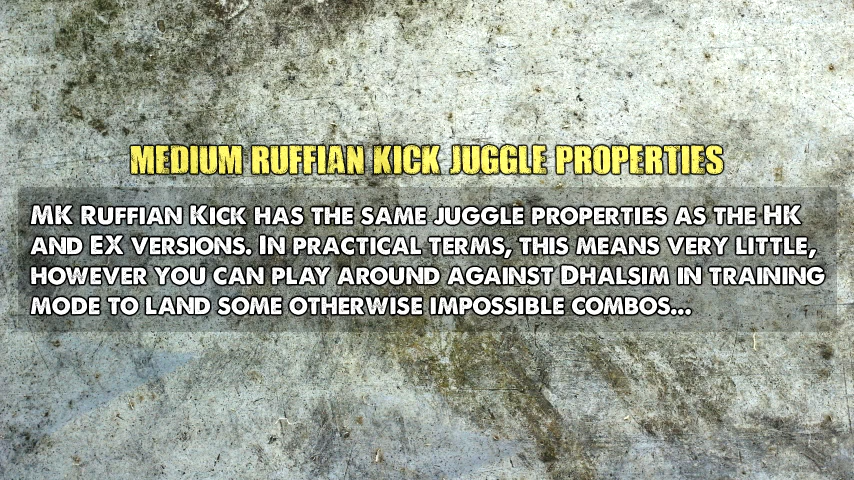 MEDIUM RUFFIAN KICK JUGGLE PROPERTIES
MK RUFFIAN KICK HAS THE SAME JUGGLE PROPERTIES AS THE HK
AND EX VERSIONS. IN PRACTICAL TERMS, THIS MEANS VERY LITTLE,
HOWEVER YOU CAN PLAY AROUND AGAINST DHALSIM IN TRAINING
MODE TO LAND SOME OTHERWISE IMPOSSIBLE COMBOS...